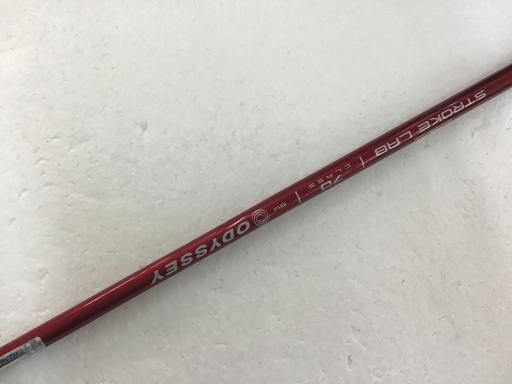 STROKE LAB | 70 CLASS | ODYSSEY